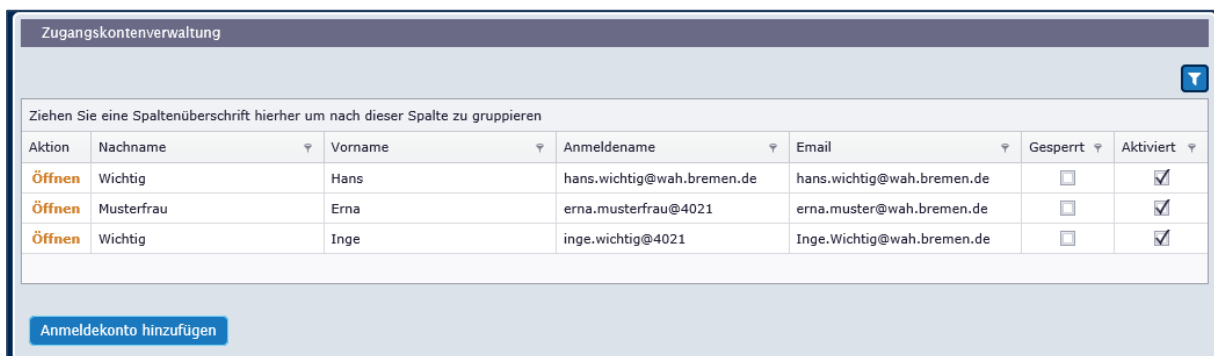 Zugangskontenverwaltung
Ziehen Sie eine Spaltenüberschrift hierher um nach dieser Spalte zu gruppieren
Aktion Nachname Vorname Anmeldename Email Gesperrt Aktiviert
Öffnen Wichtig Hans hans.wichtig@wah.bremen.de hans.wichtig@wah.bremen.de
Öffnen Musterfrau Erna erna.musterfrau@4021 erna.muster@wah.bremen.de
Öffnen Wichtig Inge inge.wichtig@4021 Inge.Wichtig@wah.bremen.de
Anmeldekonto hinzufügen